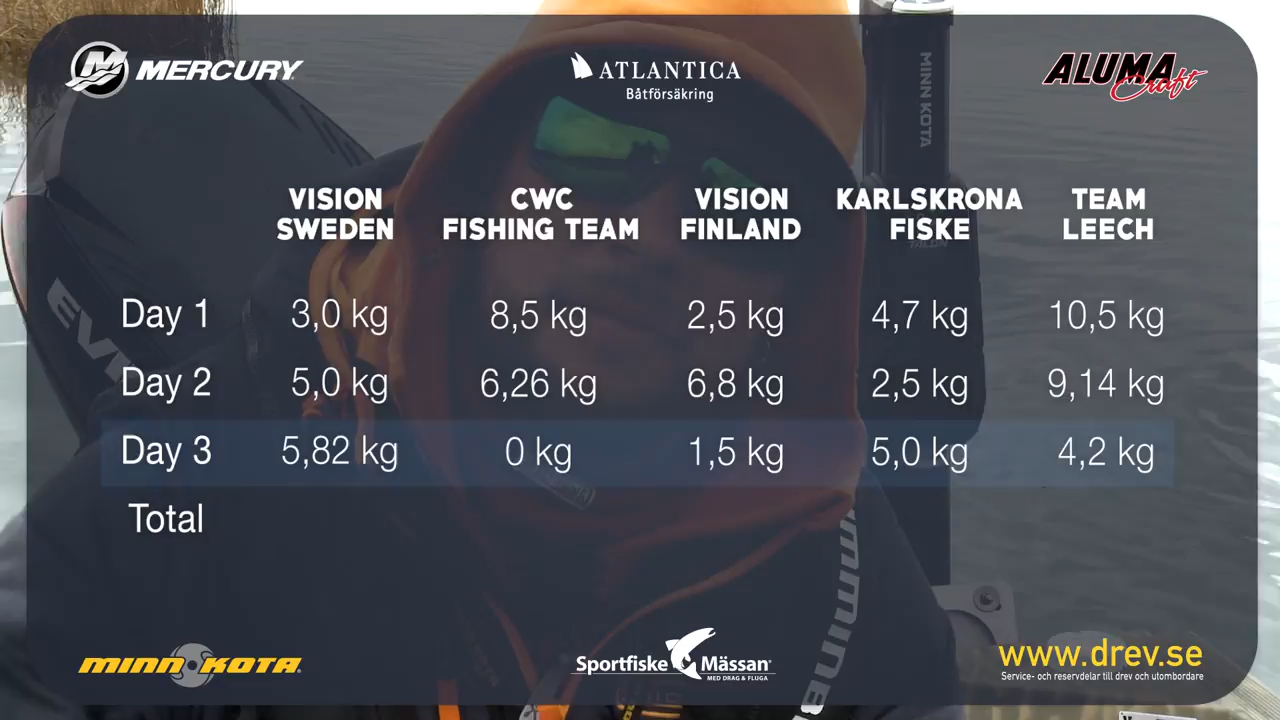 MERCURY
ATLANTICA
Båtförsäkring
ALUMA
Craft
MINN KOTA
VISION SWEDEN
CWC FISHING TEAM
VISION FINLAND
KARLSKRONA FISKE
TEAM LEECH
Day 1 3,0 kg 8,5 kg 2,5 kg 4,7 kg 10,5 kg
Day 2 5,0 kg 6,26 kg 6,8 kg 2,5 kg 9,14 kg
Day 3 5,82 kg 0 kg 1,5 kg 5,0 kg 4,2 kg
Total
MINN KOTA
Sportfiske Mässan
MED DRAG & FLUGA
www.drev.se
Service- och reservdelar till drev och utombordare